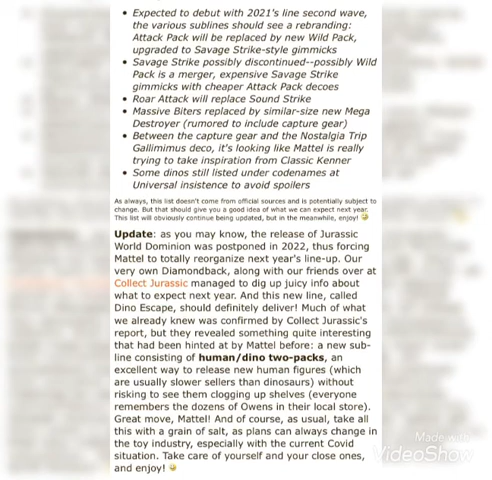 Expected to debut with 2021's line second wave,
the various sublines should see a rebranding:
Attack Pack will be replaced by new Wild Pack,
upgraded to Savage Strike-style gimmicks
Savage Strike possibly discontinued--possibly Wild
Pack is a merger, expensive Savage Strike
gimmicks with cheaper Attack Pack decoes
Roar Attack will replace Sound Strike
Massive Biters replaced by similar-size new Mega
Destroyer (rumored to include capture gear)
Between the capture gear and the Nostalgia Trip
Gallimimus deco, it's looking like Mattel is really
trying to take inspiration from Classic Kenner
Some dinos still listed under codenames at
Universal insistence to avoid spoilers
As always, this list doesn't come from official sources and is potentially subject to
change. But that should give you a good idea of what we can expect next year.
This list will obviously continue being updated, but in the meanwhile, enjoy!
Update: as you may know, the release of Jurassic
World Dominion was postponed in 2022, thus forcing
Mattel to totally reorganize next year's line-up. Our
very own Diamondback, along with our friends over at
Collect Jurassic managed to dig up juicy info about
what to expect next year. And this new line, called
Dino Escape, should definitely deliver! Much of what
we already knew was confirmed by Collect Jurassic's
report, but they revealed something quite interesting
that had been hinted at by Mattel before: a new sub-
line consisting of human/dino two-packs, an
excellent way to release new human figures (which
are usually slower sellers than dinosaurs) without
risking to see them clogging up shelves (everyone
remembers the dozens of Owens in their local store).
Great move, Mattel! And of course, as usual, take all
this with a grain of salt, as plans can always change in
the toy industry, especially with the current Covid
situation. Take care of yourself and your close ones,
and enjoy!
Made with
VideoShow